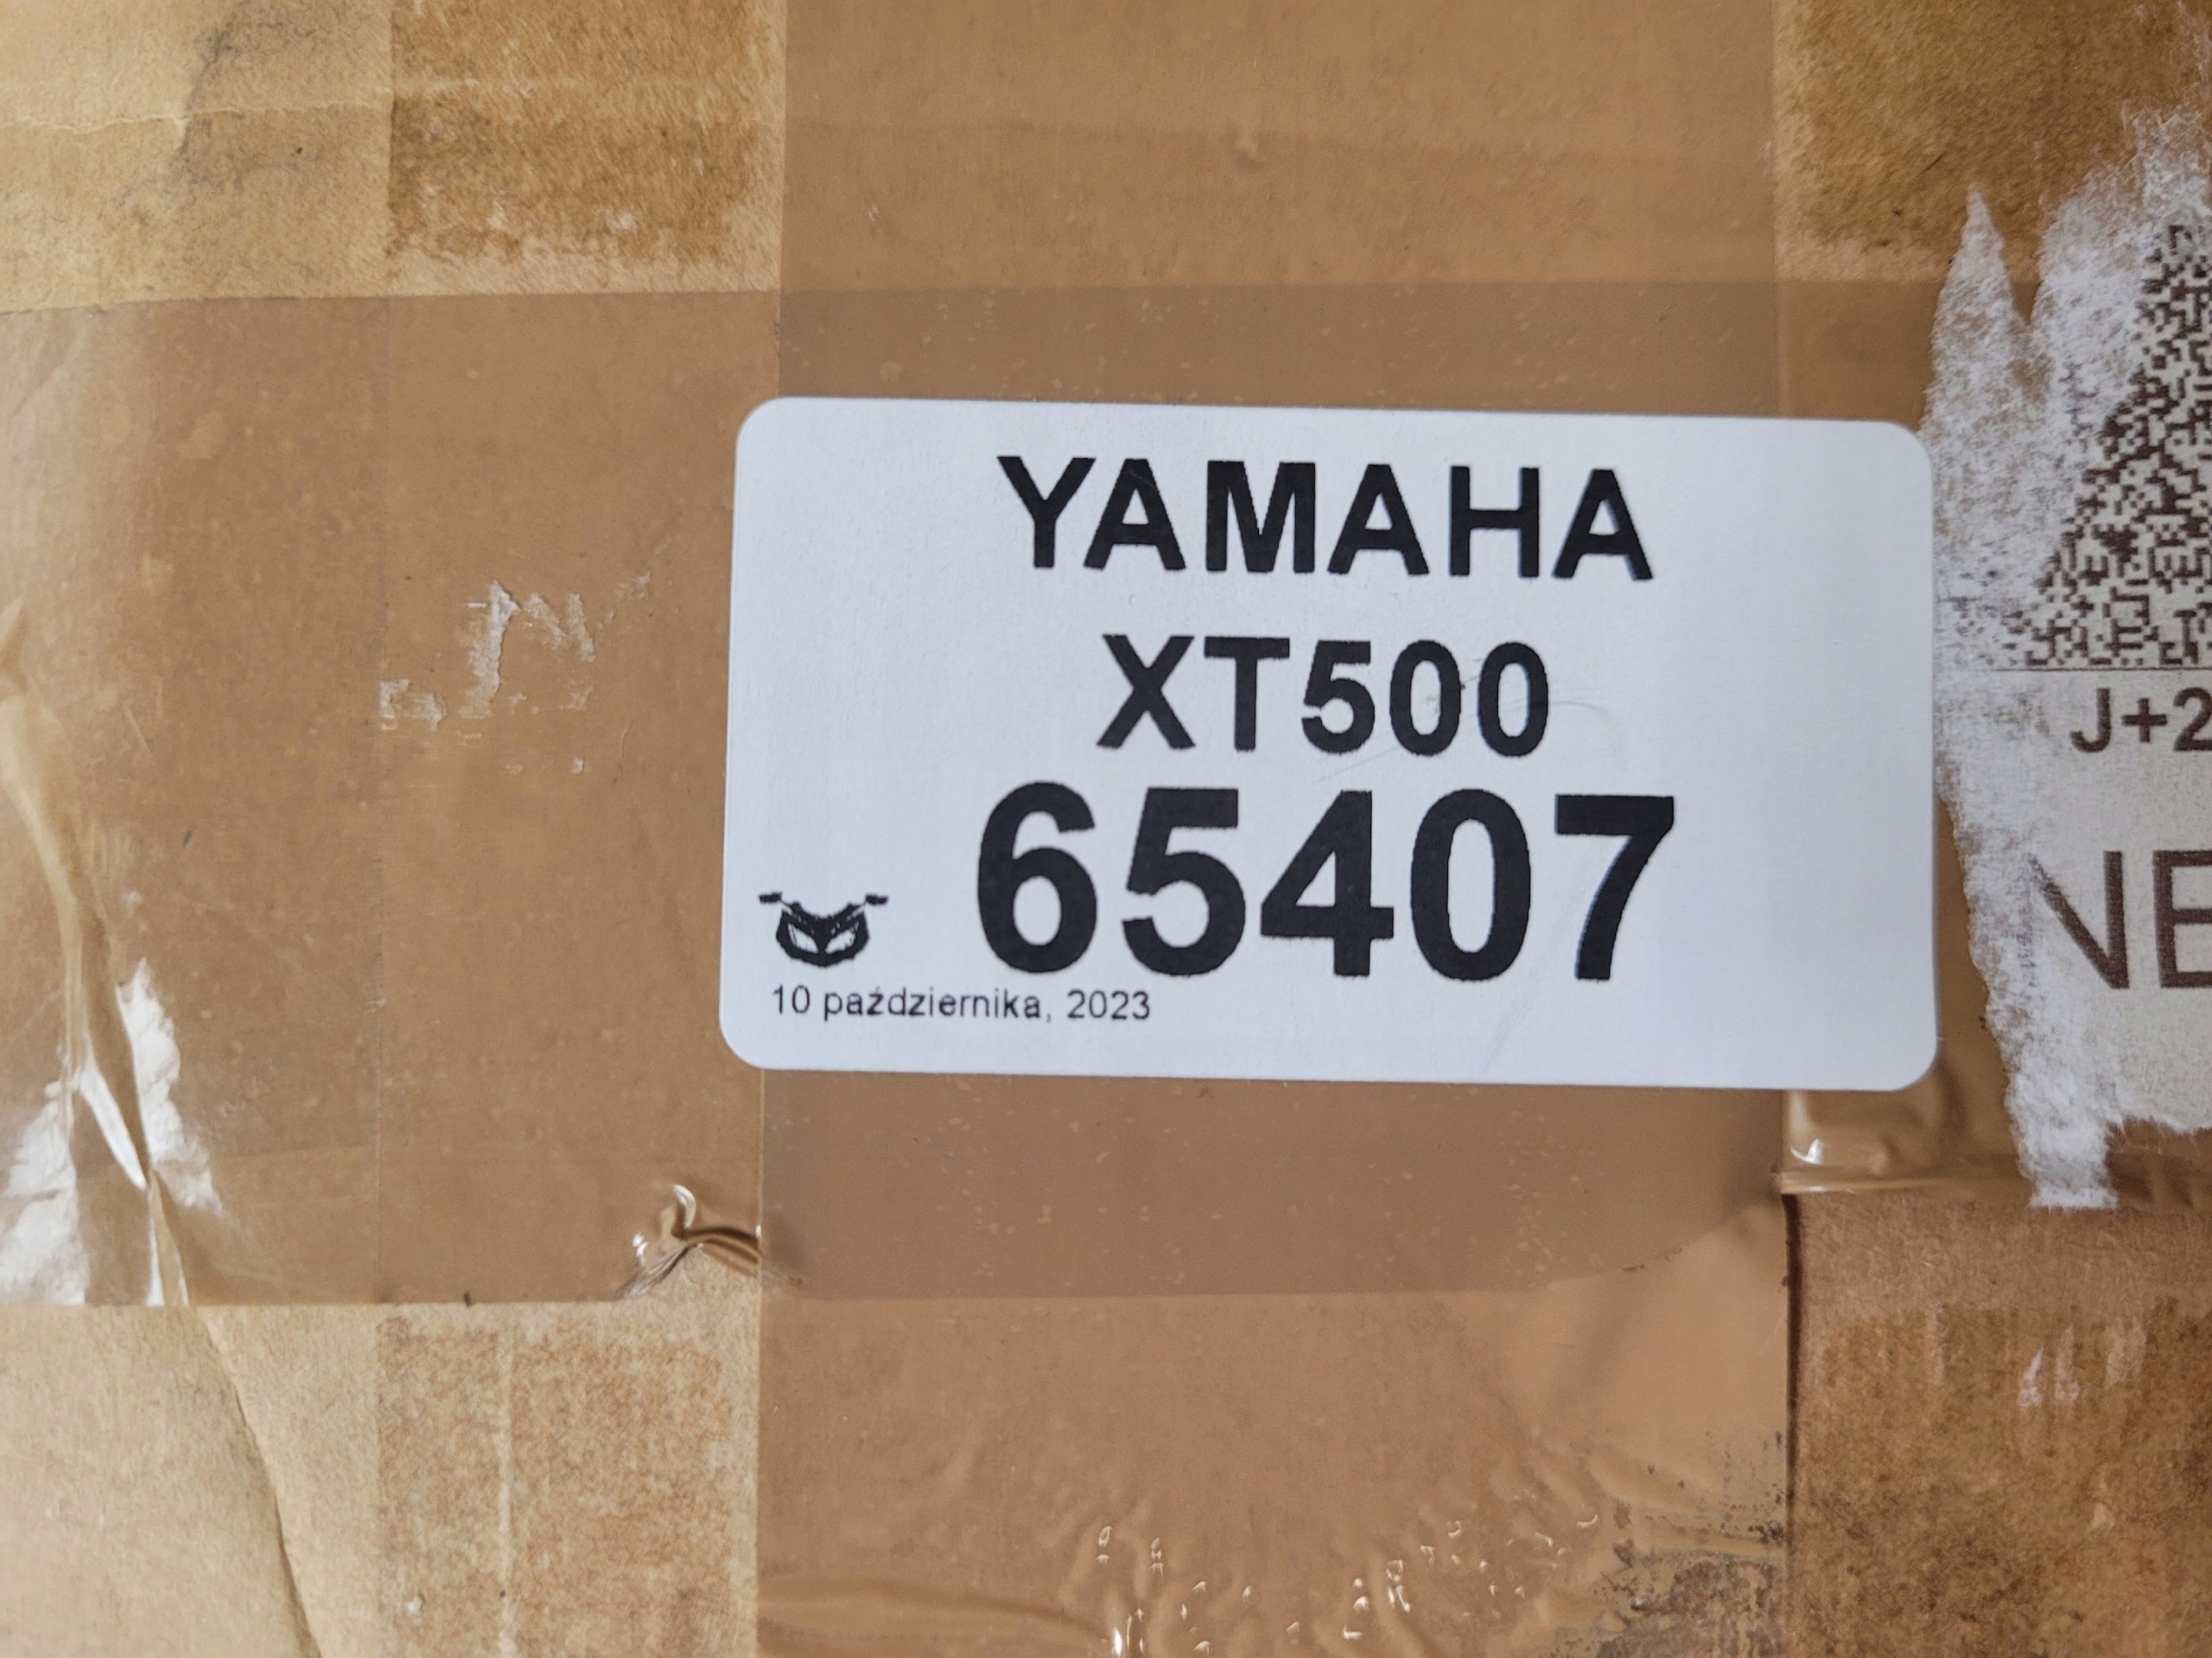 YAMAHA
XT500
65407
10 października, 2023
J+2
NE